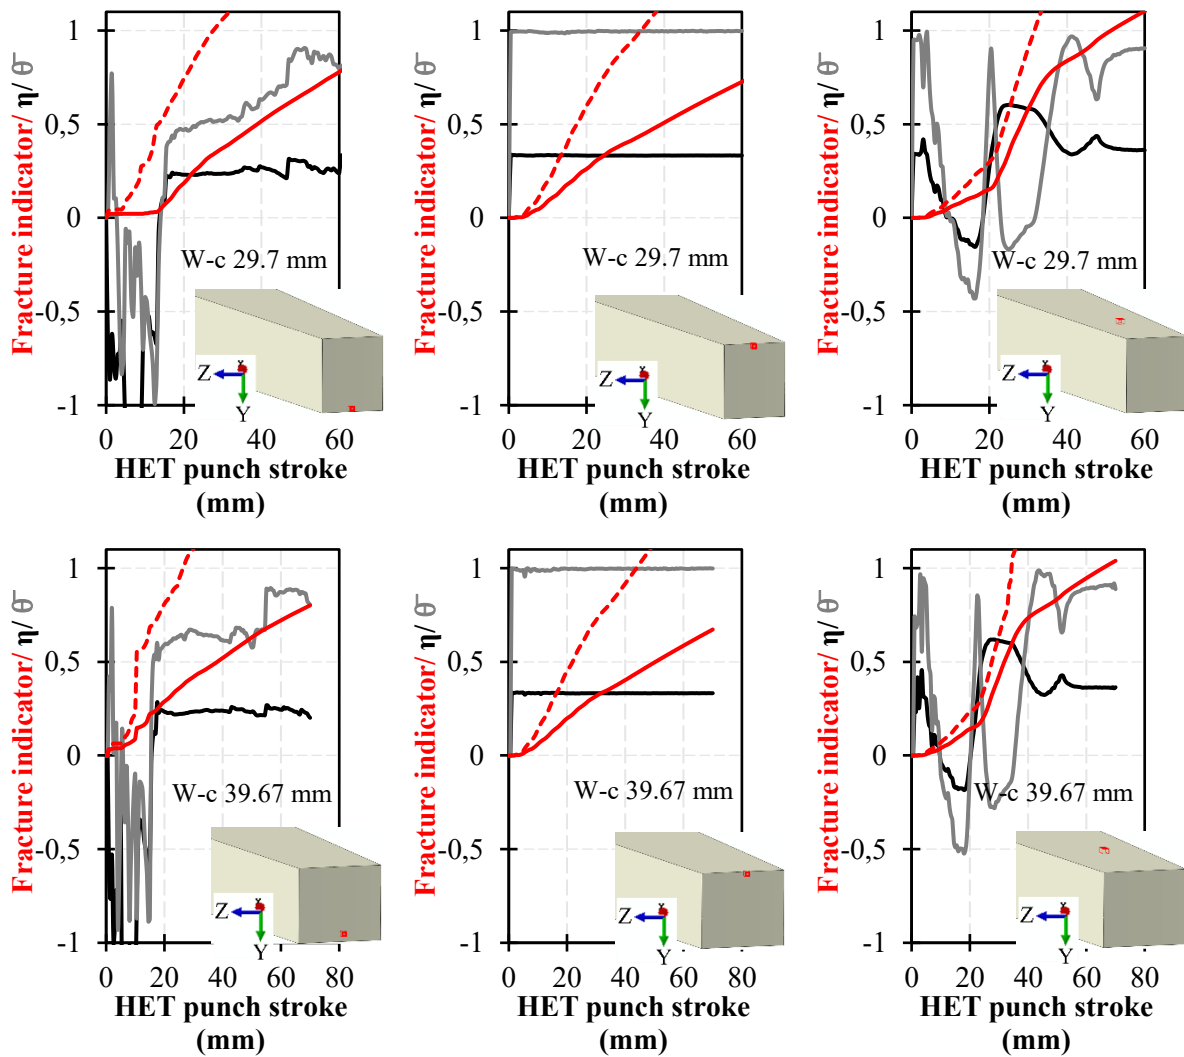 Fracture indicator/ η/ θ̄
1
0,5
0
-0,5
-1
W-c 29.7 mm
Z
X
Y
0 20 40 60
HET punch stroke
(mm)
Fracture indicator/ η/ θ̄
1
0,5
0
-0,5
-1
W-c 29.7 mm
Z
X
Y
0 20 40 60
HET punch stroke
(mm)
Fracture indicator/ η/ θ̄
1
0,5
0
-0,5
-1
W-c 29.7 mm
Z
X
Y
0 20 40 60
HET punch stroke
(mm)
Fracture indicator/ η/ θ̄
1
0,5
0
-0,5
-1
W-c 39.67 mm
Z
X
Y
0 20 40 60 80
HET punch stroke
(mm)
Fracture indicator/ η/ θ̄
1
0,5
0
-0,5
-1
W-c 39.67 mm
Z
X
Y
0 20 40 60 80
HET punch stroke
(mm)
Fracture indicator/ η/ θ̄
1
0,5
0
-0,5
-1
W-c 39.67 mm
Z
X
Y
0 20 40 60 80
HET punch stroke
(mm)